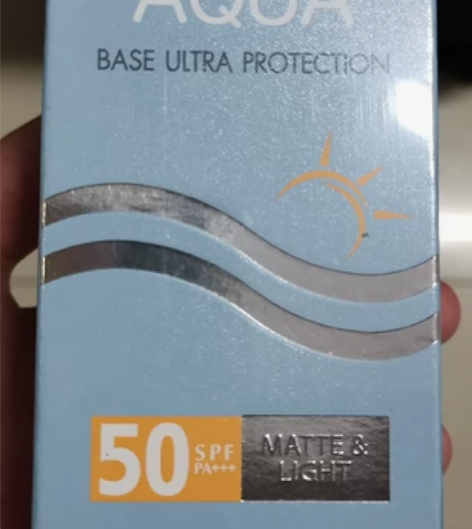 AQUA
BASE ULTRA PROTECTION
50 SPF
PA+++
MATTE &
LIGHT